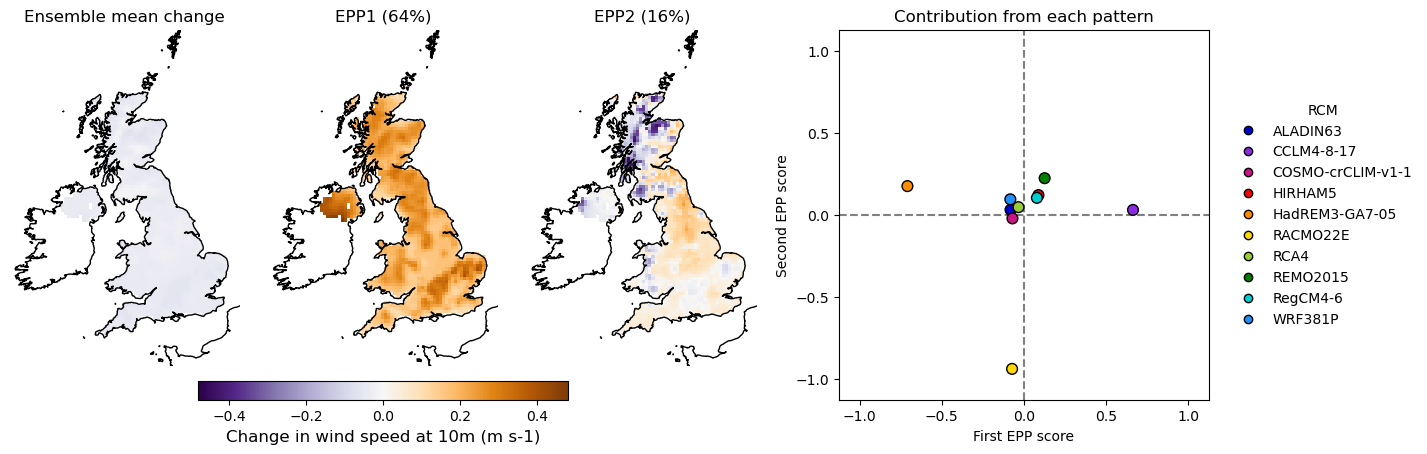 Ensemble mean change
EPP1 (64%)
EPP2 (16%)
Contribution from each pattern
1.0
0.5
0.0
−0.5
−1.0
Second EPP score
−1.0
−0.5
0.0
0.5
1.0
First EPP score
RCM
ALADIN63
CCLM4-8-17
COSMO-crCLIM-v1-1
HIRHAM5
HadREM3-GA7-05
RACMO22E
RCA4
REMO2015
RegCM4-6
WRF381P
−0.4
−0.2
0.0
0.2
0.4
Change in wind speed at 10m (m s-1)